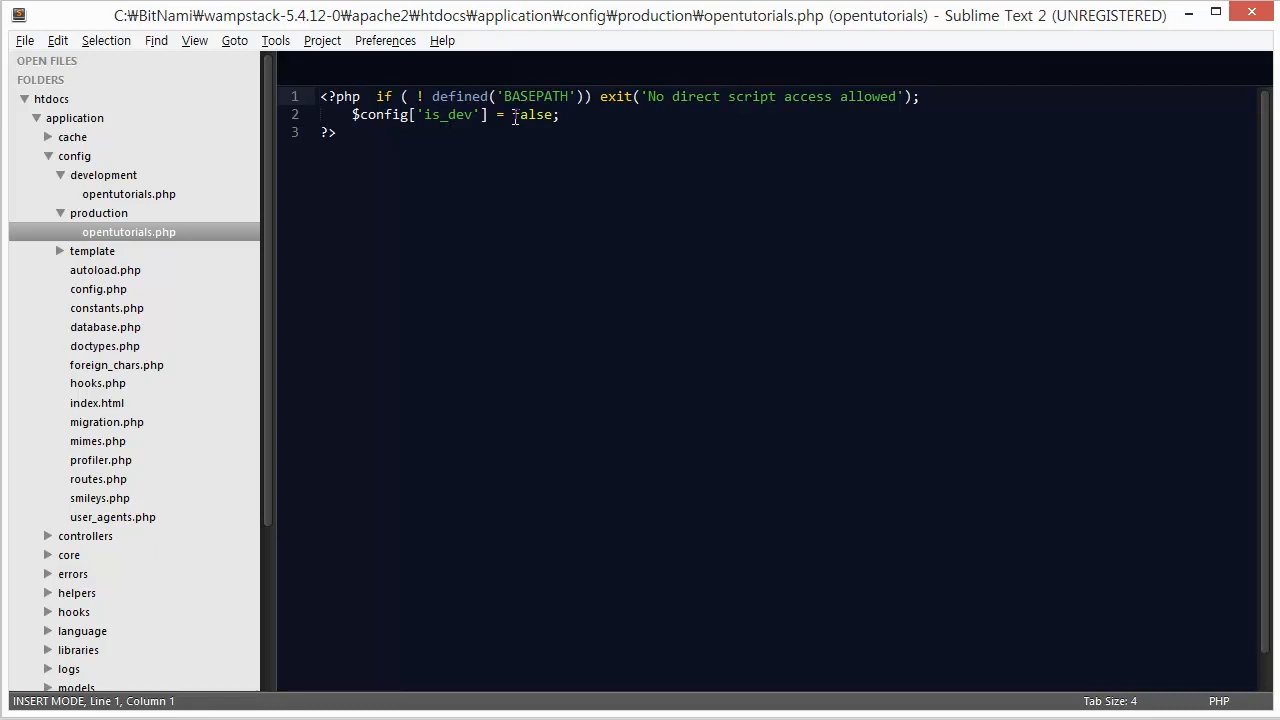 C:₩BitNami₩wampstack-5.4.12-0₩apache2₩htdocs₩application₩config₩production₩opentutorials.php (opentutorials) - Sublime Text 2 (UNREGISTERED)
File Edit Selection Find View Goto Tools Project Preferences Help
OPEN FILES
FOLDERS
htdocs
application
cache
config
development
opentutorials.php
production
opentutorials.php
template
autoload.php
config.php
constants.php
database.php
doctypes.php
foreign_chars.php
hooks.php
index.html
migration.php
mimes.php
profiler.php
routes.php
smileys.php
user_agents.php
controllers
core
errors
helpers
hooks
language
libraries
logs
models
1 <?php  if ( ! defined('BASEPATH')) exit('No direct script access allowed');
2     $config['is_dev'] = false;
3 ?>
INSERT MODE, Line 1, Column 1 Tab Size: 4 PHP